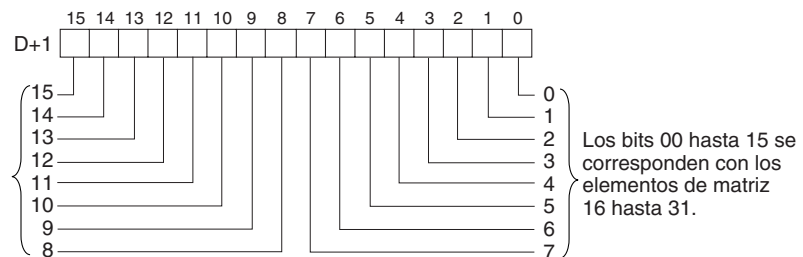 15 14 13 12 11 10 9 8 7 6 5 4 3 2 1 0
D+1
15 0
14 1
13 2
12 3
11 4
10 5
9 6
8 7
Los bits 00 hasta 15 se
corresponden con los
elementos de matriz
16 hasta 31.